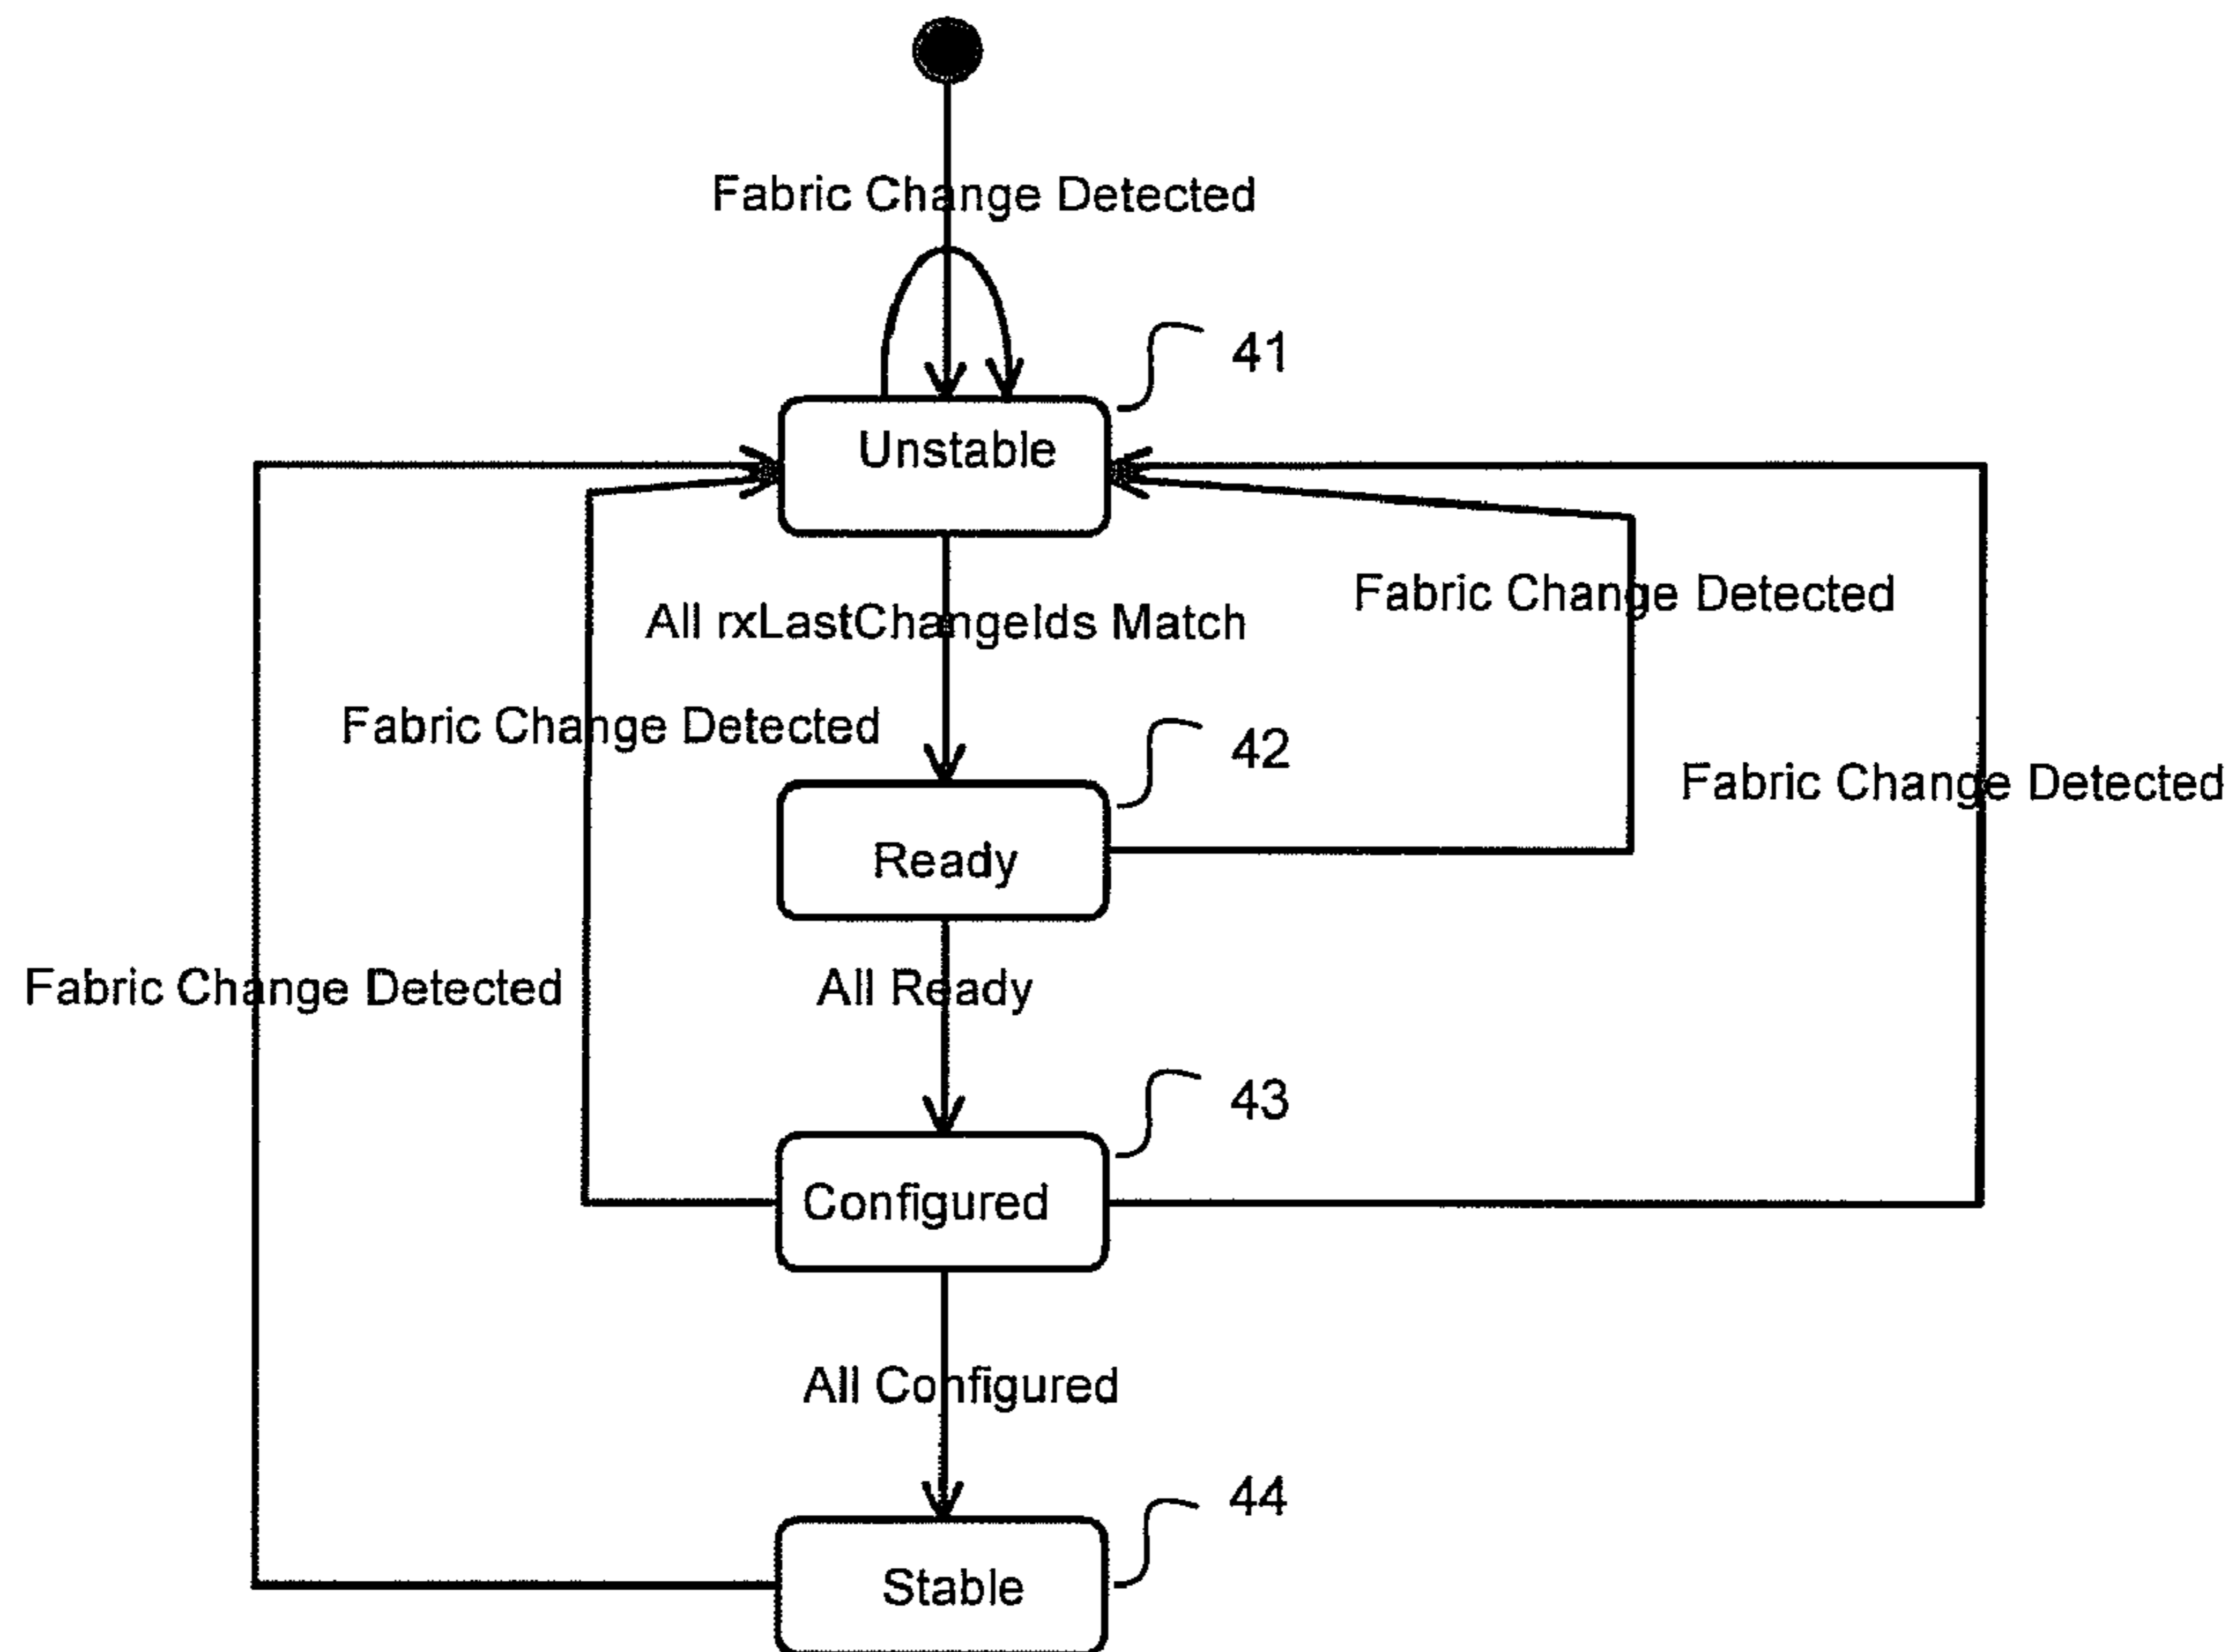 Fabric Change Detected
41
Unstable
Fabric Change Detected
All rxLastChangeIds Match
Fabric Change Detected
42
Fabric Change Detected
Ready
Fabric Change Detected
All Ready
43
Configured
All Configured
44
Stable